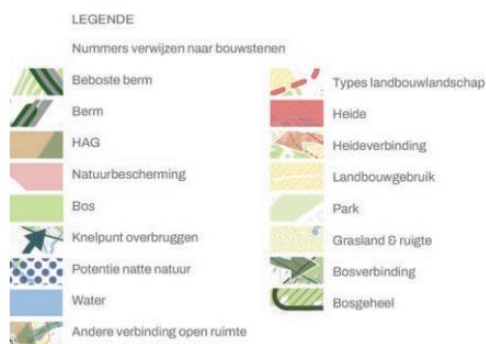 LEGENDE
Nummers verwijzen naar bouwstenen
Beboste berm
Berm
HAG
Natuurbescherming
Bos
Knelpunt overbruggen
Potentie natte natuur
Water
Andere verbinding open ruimte
Types landbouwlandschap
Heide
Heideverbinding
Landbouwgebruik
Park
Grasland & ruigte
Bosverbinding
Bosgeheel